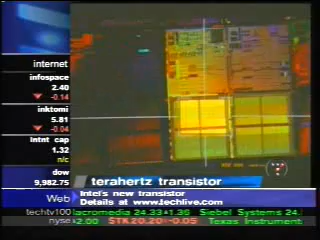 internet
infospace
2.40
-0.14
inktomi
5.81
-0.04
Intnt cap
1.32
n/c
dow
9,982.75
terahertz transistor
Web
Intel's new transistor
Details at www.techlive.com
techtv100
acromedia 24.33 +1.36 Siebel Systems 24.
nyse
2.00 STK 20.20 -0.05 Texas Instrument